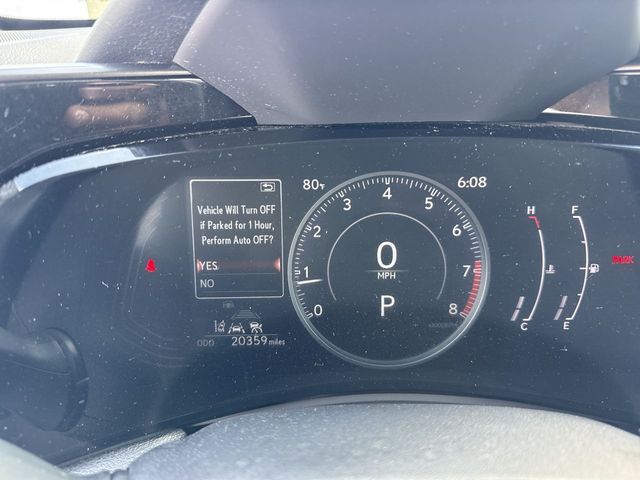 80°F
6:08
Vehicle Will Turn OFF
if Parked for 1 Hour,
Perform Auto OFF?
YES
NO
0
1
2
3
4
5
6
7
8
0
MPH
P
H
C
F
E
PARK
ODO 20359 miles